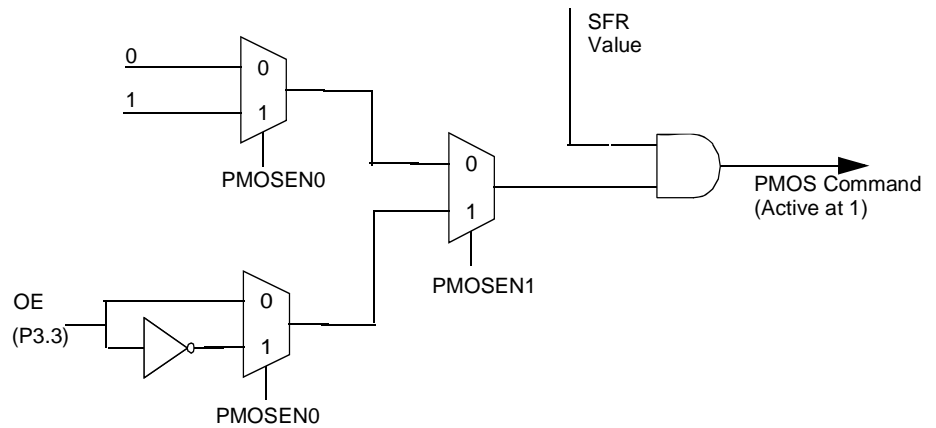 SFR
Value
0
0
1
1
PMOSEN0
0
PMOS Command
(Active at 1)
1
PMOSEN1
OE
(P3.3)
0
1
PMOSEN0